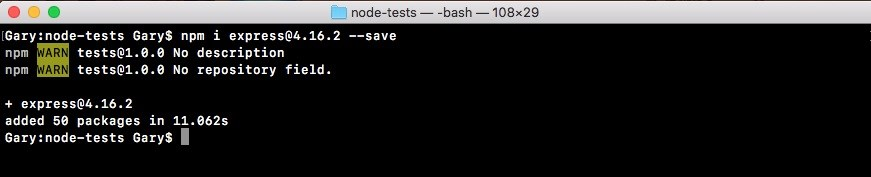 node-tests — -bash — 108×29
Gary:node-tests Gary$ npm i express@4.16.2 --save
npm WARN tests@1.0.0 No description
npm WARN tests@1.0.0 No repository field.
+ express@4.16.2
added 50 packages in 11.062s
Gary:node-tests Gary$